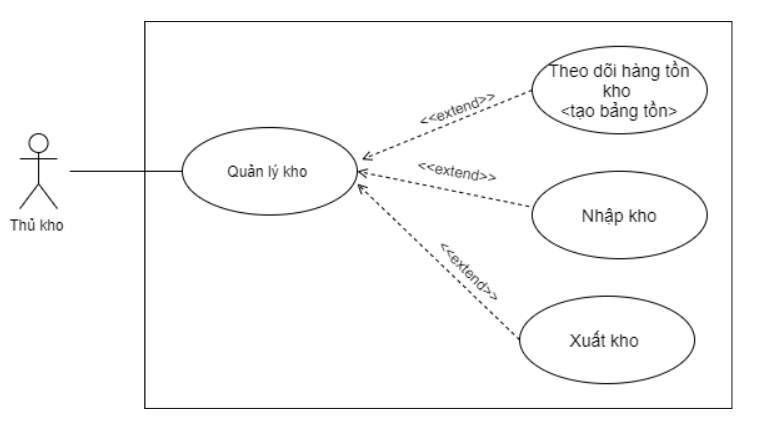 Theo dõi hàng tồn
kho
<tạo bảng tồn>
<<extend>>
Quản lý kho
<<extend>>
Nhập kho
Thủ kho
<<extend>>
Xuất kho